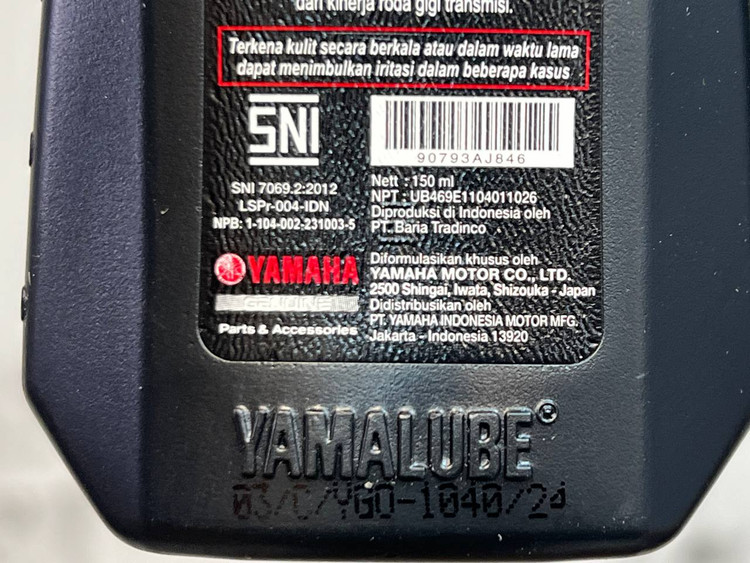 dan kinerja roda gigi transmisi.
Terkena kulit secara berkala atau dalam waktu lama
dapat menimbulkan iritasi dalam beberapa kasus
SNI
90793AJ846
SNI 7069.2:2012
LSPr-004-IDN
NPB: 1-104-002-231003-5
Nett : 150 ml
NPT : UB469E1104011026
Diproduksi di Indonesia oleh
PT. Baria Tradinco
YAMAHA
GENUINE
Parts & Accessories
Diformulasikan khusus oleh
YAMAHA MOTOR CO., LTD.
2500 Shingai, Iwata, Shizouka - Japan
Didistribusikan oleh
PT. YAMAHA INDONESIA MOTOR MFG.
Jakarta - Indonesia 13920
YAMALUBE®
03/C/YGO-1040/24